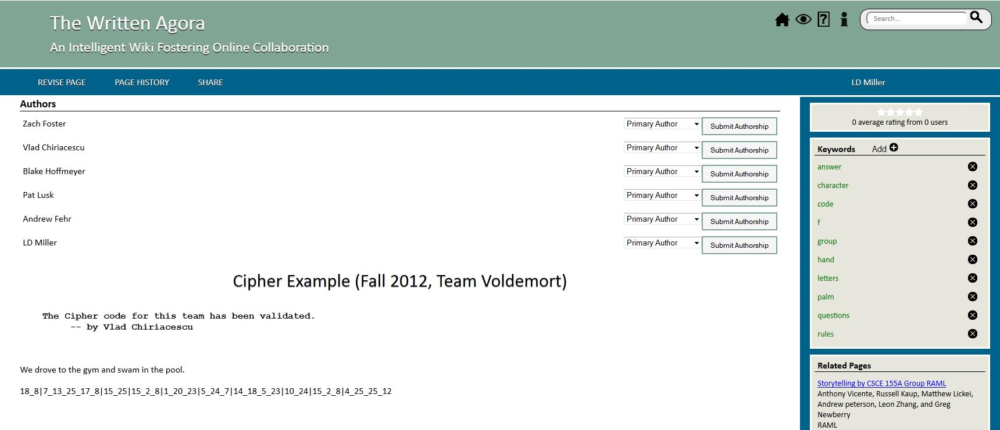 The Written Agora
An Intelligent Wiki Fostering Online Collaboration
Search...
REVISE PAGE PAGE HISTORY SHARE LD Miller
Authors
Zach Foster Primary Author Submit Authorship
Vlad Chiriacescu Primary Author Submit Authorship
Blake Hoffmeyer Primary Author Submit Authorship
Pat Lusk Primary Author Submit Authorship
Andrew Fehr Primary Author Submit Authorship
LD Miller Primary Author Submit Authorship
Cipher Example (Fall 2012, Team Voldemort)
The Cipher code for this team has been validated.
-- by Vlad Chiriacescu
We drove to the gym and swam in the pool.
18_8|7_13_25_17_8|15_25|15_2_8|1_20_23|5_24_7|14_18_5_23|10_24|15_2_8|4_25_25_12
0 average rating from 0 users
Keywords Add
answer
character
code
f
group
hand
letters
palm
questions
rules
Related Pages
Storytelling by CSCE 155A Group RAML
Anthony Vicente, Russell Kaup, Matthew Lickei,
Andrew peterson, Leon Zhang, and Greg
Newberry
RAML